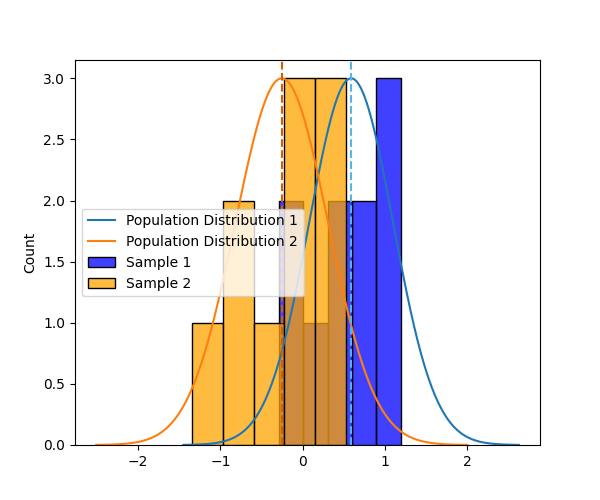 3.0
2.5
2.0
1.5
1.0
0.5
0.0
Count
Population Distribution 1
Population Distribution 2
Sample 1
Sample 2
−2
−1
0
1
2